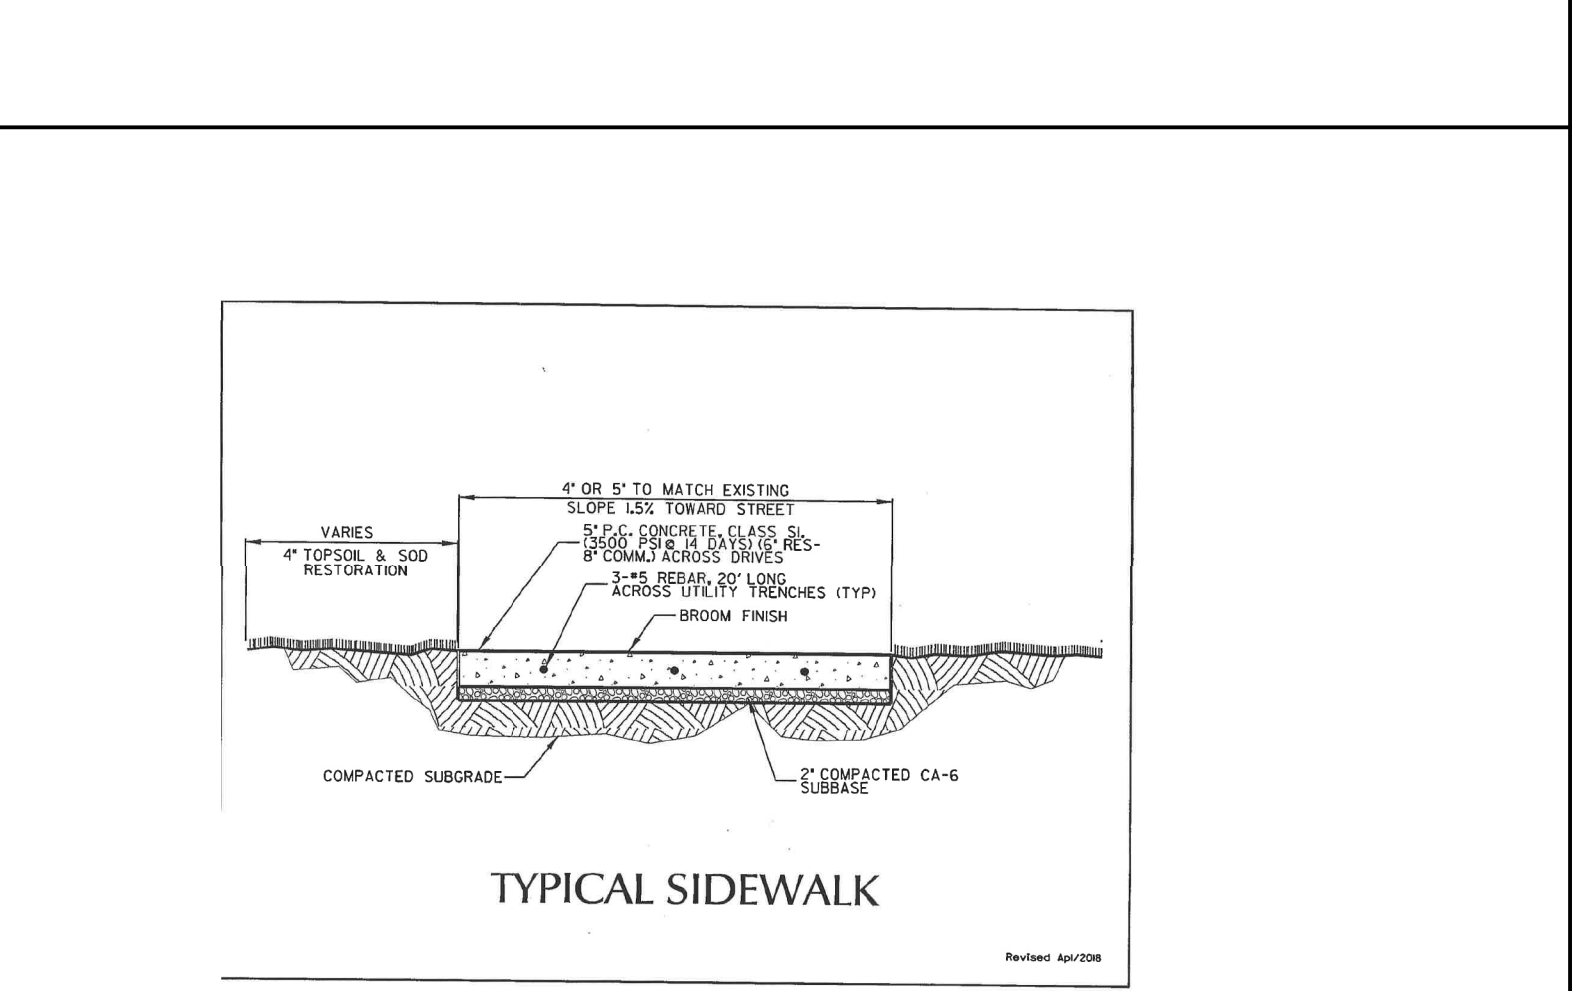 4" OR 5" TO MATCH EXISTING
SLOPE 1.5% TOWARD STREET
VARIES
4" TOPSOIL & SOD
RESTORATION
5" P.C. CONCRETE, CLASS SI.
(3500 PSI @ 14 DAYS) (6" RES-
8" COMM.) ACROSS DRIVES
3-#5 REBAR, 20' LONG
ACROSS UTILITY TRENCHES (TYP)
BROOM FINISH
COMPACTED SUBGRADE
2" COMPACTED CA-6
SUBBASE
TYPICAL SIDEWALK
Revised Apl/2018